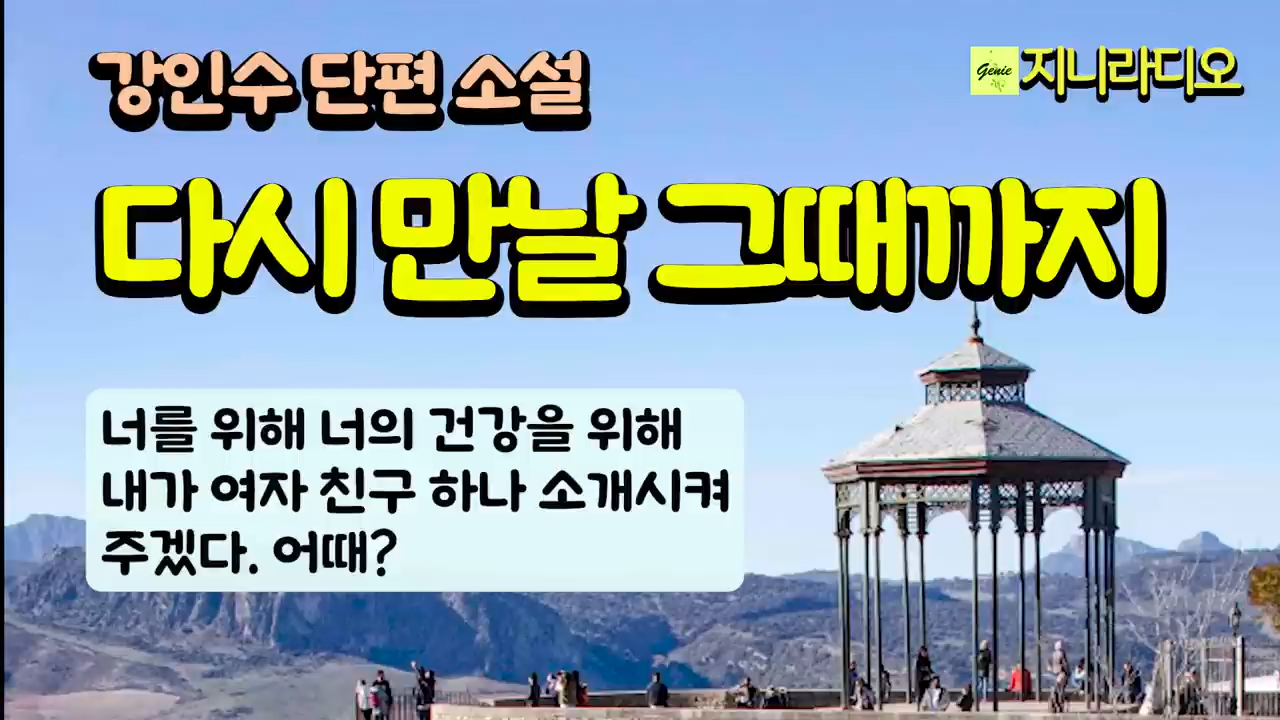 강인수 단편 소설
Genie 지니라디오
다시 만날 그때까지
너를 위해 너의 건강을 위해
내가 여자 친구 하나 소개시켜
주겠다. 어때?